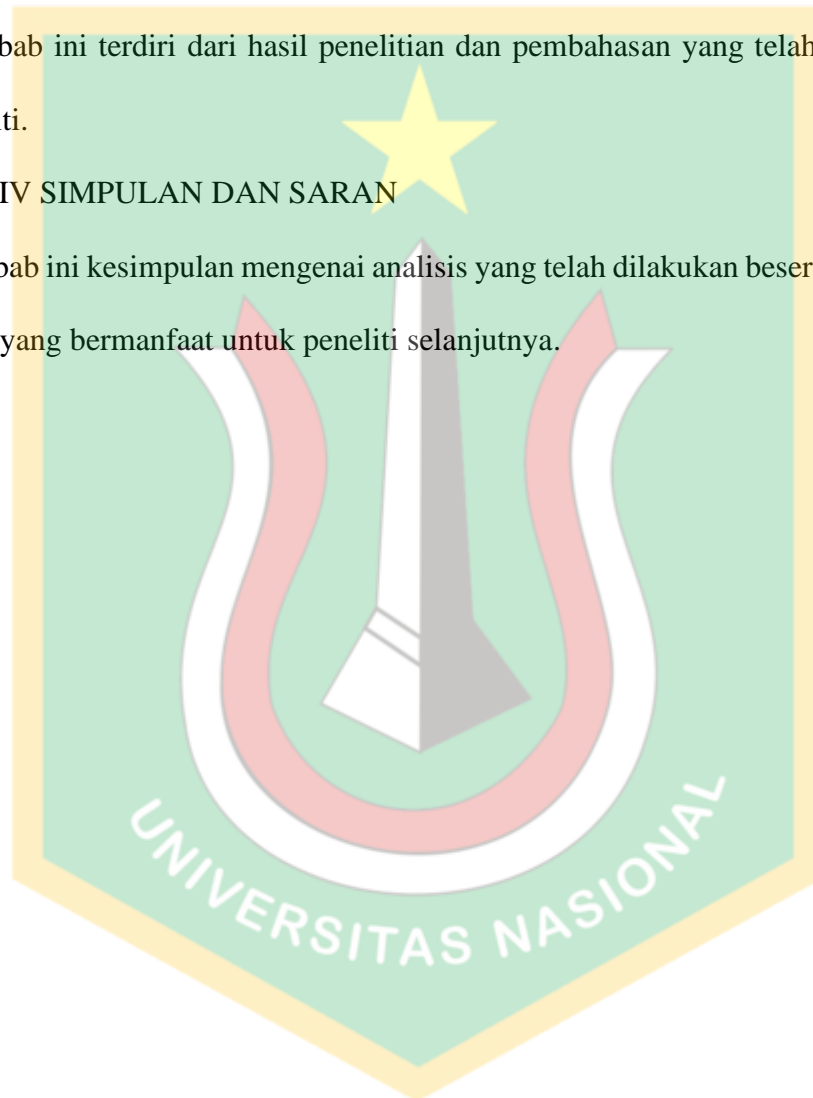 bab ini terdiri dari hasil penelitian dan pembahasan yang telah
ti.
IV SIMPULAN DAN SARAN
bab ini kesimpulan mengenai analisis yang telah dilakukan beser
yang bermanfaat untuk peneliti selanjutnya.
UNIVERSITAS NASIONAL